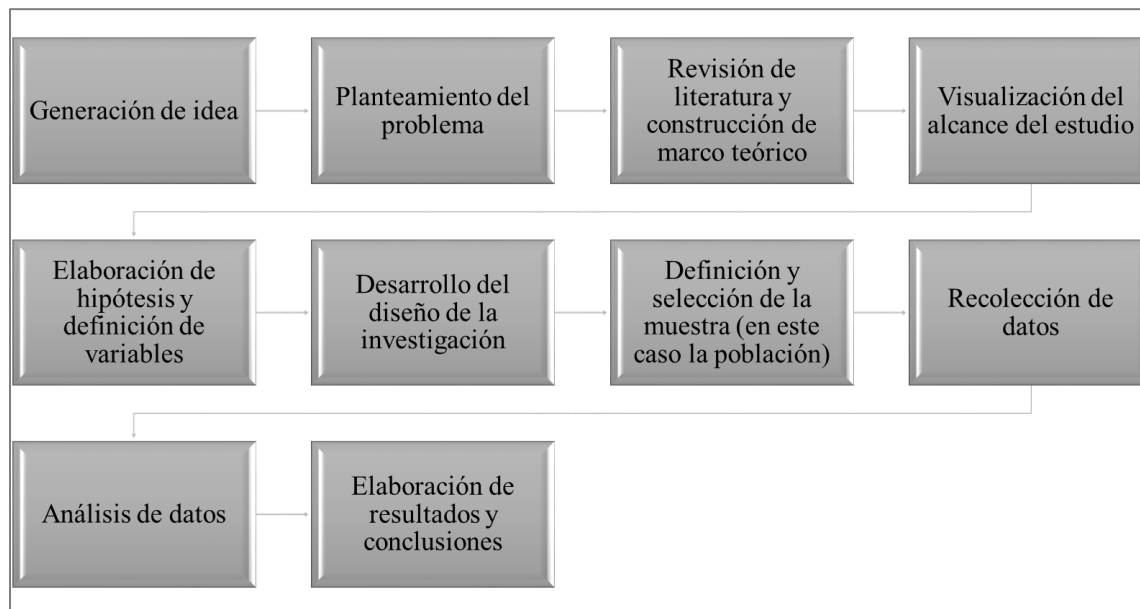 Generación de idea
Planteamiento del
problema
Revisión de
literatura y
construcción de
marco teórico
Visualización del
alcance del estudio
Elaboración de
hipótesis y
definición de
variables
Desarrollo del
diseño de la
investigación
Definición y
selección de la
muestra (en este
caso la población)
Recolección de
datos
Análisis de datos
Elaboración de
resultados y
conclusiones